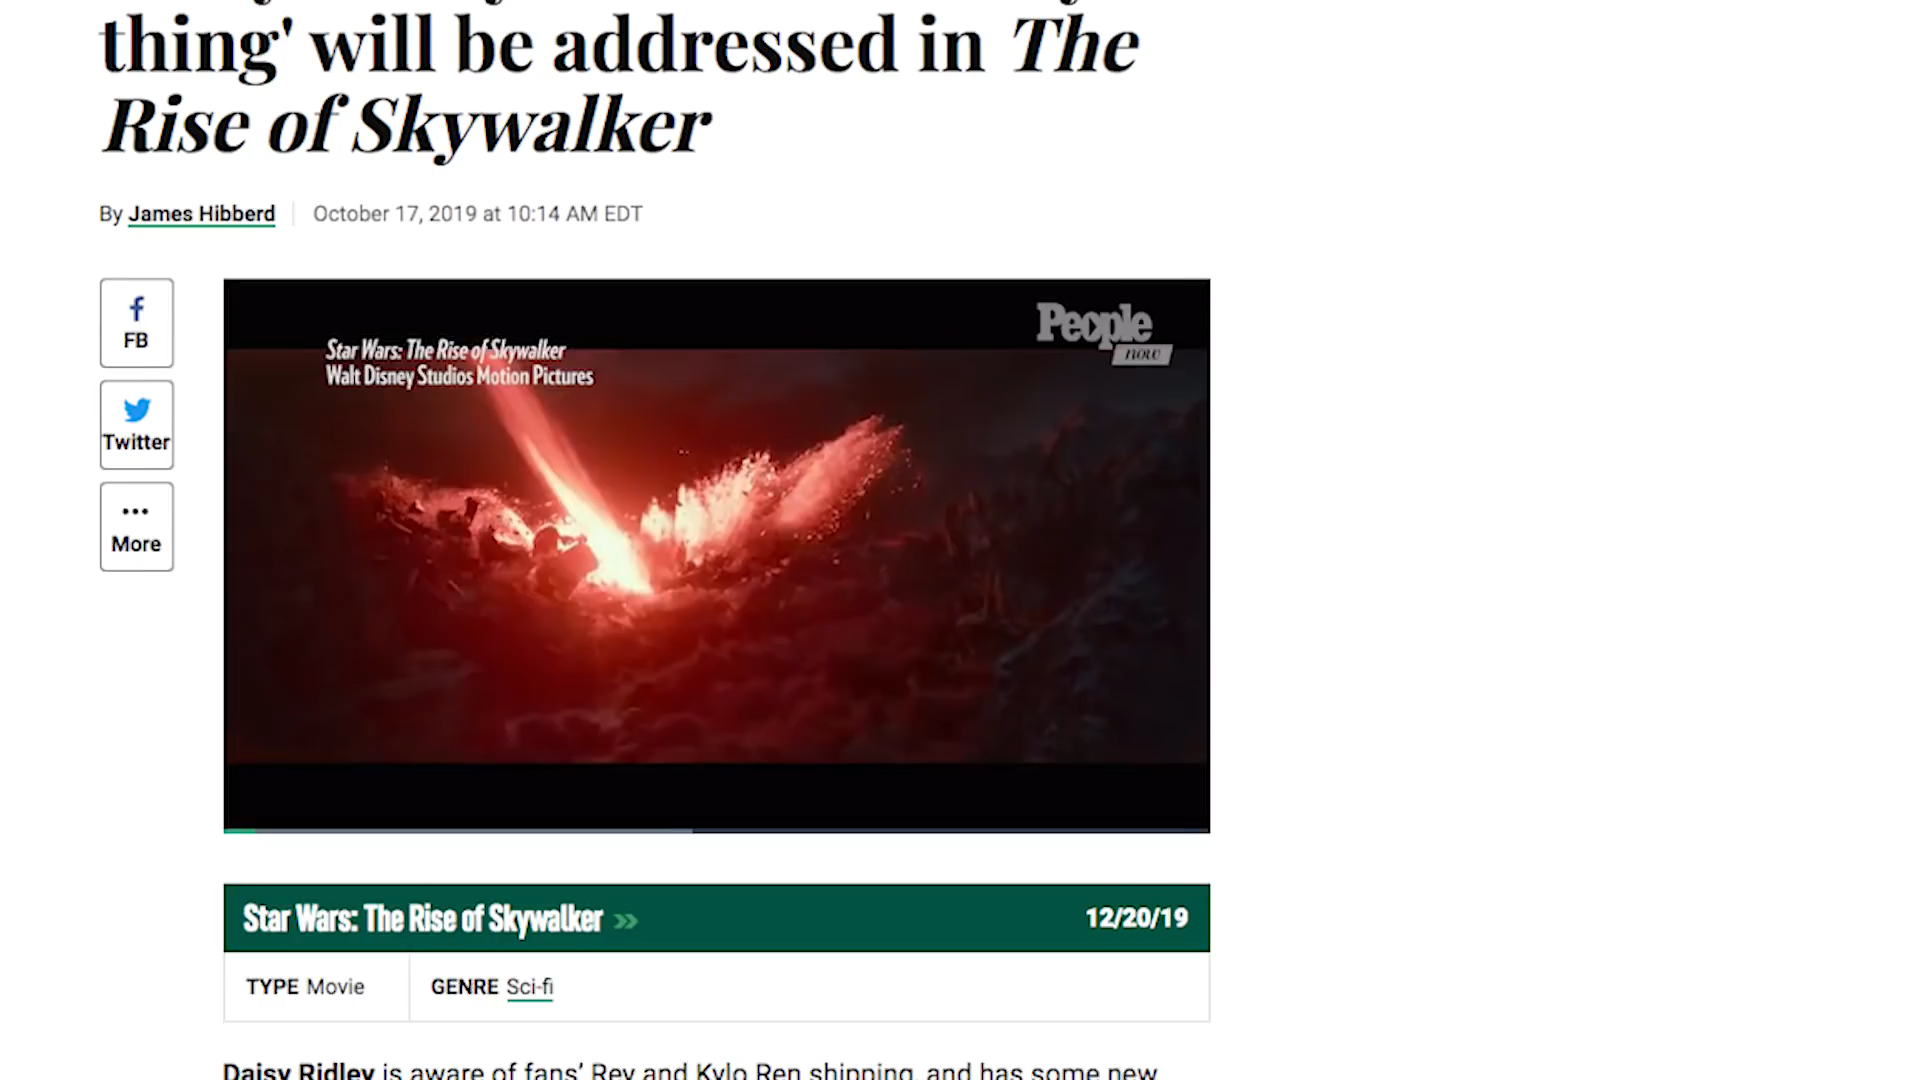 thing' will be addressed in The
Rise of Skywalker
By James Hibberd October 17, 2019 at 10:14 AM EDT
FB
Twitter
More
People
now
Star Wars: The Rise of Skywalker
Walt Disney Studios Motion Pictures
Star Wars: The Rise of Skywalker » 12/20/19
TYPE Movie GENRE Sci-fi
Daisy Ridley is aware of fans' Rey and Kylo Ren shipping, and has some new